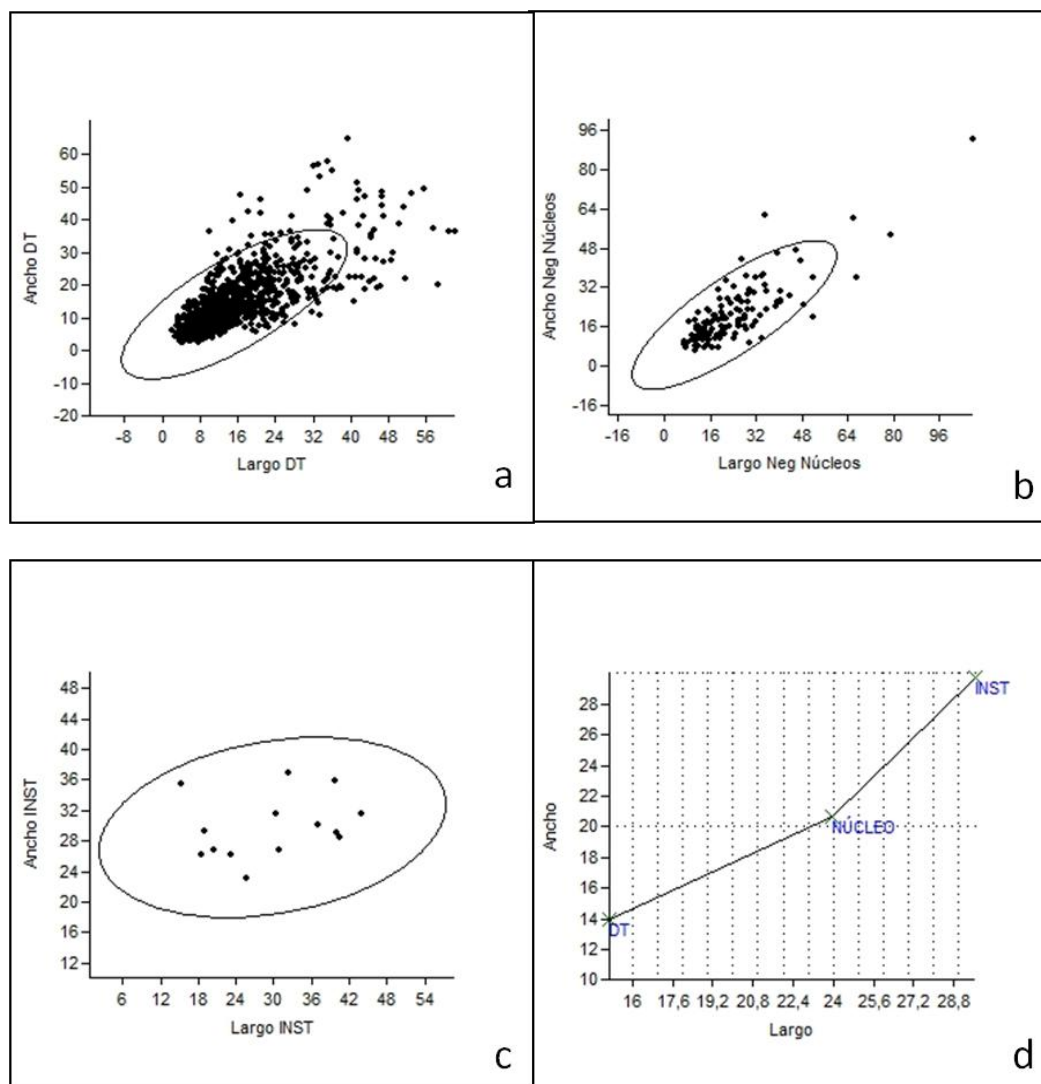 Ancho DT
60
50
40
30
20
10
0
-10
-20
-8 0 8 16 24 32 40 48 56
Largo DT
a
Ancho Neg Núcleos
96
80
64
48
32
16
0
-16
-16 0 16 32 48 64 80 96
Largo Neg Núcleos
b
Ancho INST
48
44
40
36
32
28
24
20
16
12
6 12 18 24 30 36 42 48 54
Largo INST
c
Ancho
28
26
24
22
20
18
16
14
12
10
INST
NÚCLEO
DT
16 17,6 19,2 20,8 22,4 24 25,6 27,2 28,8
Largo
d